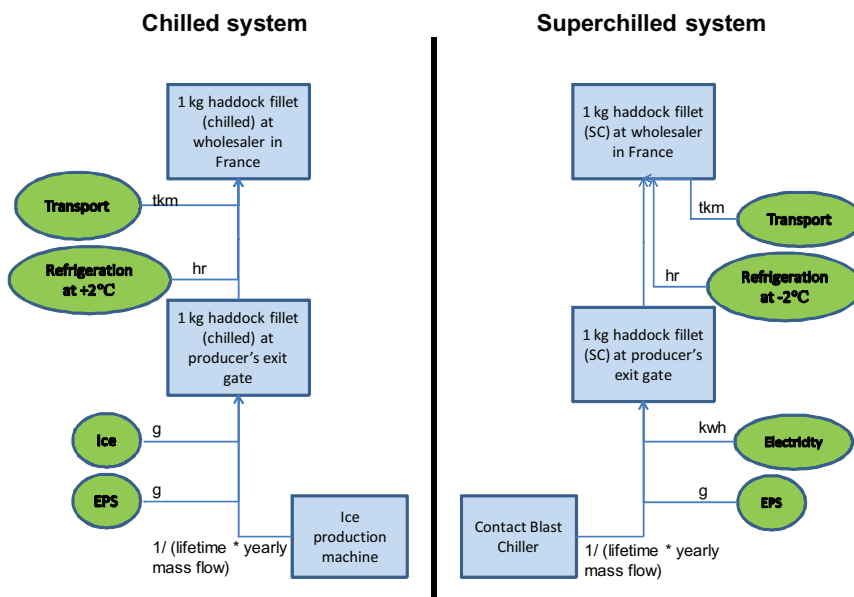 Chilled system
1 kg haddock fillet
(chilled) at
wholesaler in
France
Transport
tkm
Refrigeration
at +2°C
hr
1 kg haddock fillet
(chilled) at
producer's exit
gate
Ice
g
EPS
g
Ice
production
machine
1/ (lifetime * yearly
mass flow)
Superchilled system
1 kg haddock fillet
(SC) at wholesaler
in France
tkm
Transport
hr
Refrigeration
at -2°C
1 kg haddock fillet
(SC) at producer's
exit gate
kwh
Electricity
g
EPS
Contact Blast
Chiller
1/ (lifetime * yearly
mass flow)